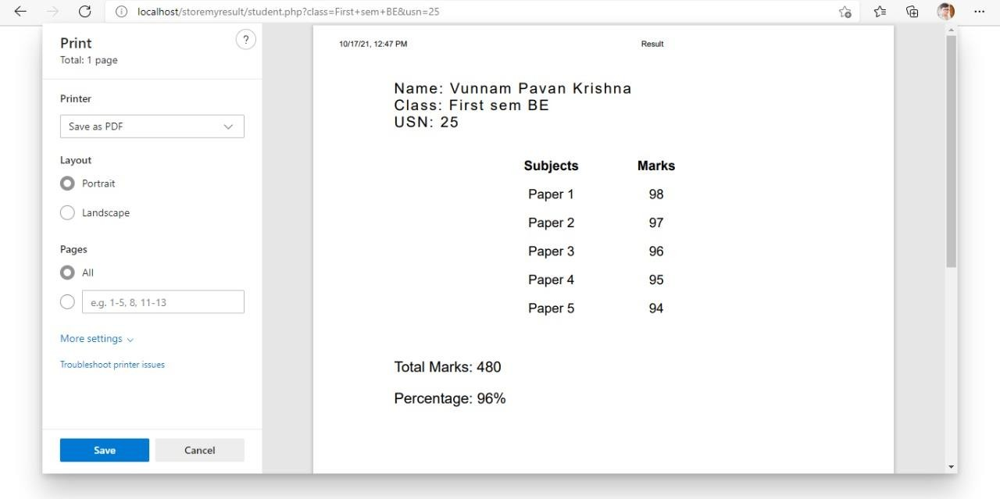 localhost/storemyresult/student.php?class=First+sem+BE&usn=25
Print
?
Total: 1 page
Printer
Save as PDF
Layout
Portrait
Landscape
Pages
All
e.g. 1-5, 8, 11-13
More settings
Troubleshoot printer issues
Save
Cancel
10/17/21, 12:47 PM
Result
Name: Vunnam Pavan Krishna
Class: First sem BE
USN: 25
Subjects Marks
Paper 1 98
Paper 2 97
Paper 3 96
Paper 4 95
Paper 5 94
Total Marks: 480
Percentage: 96%